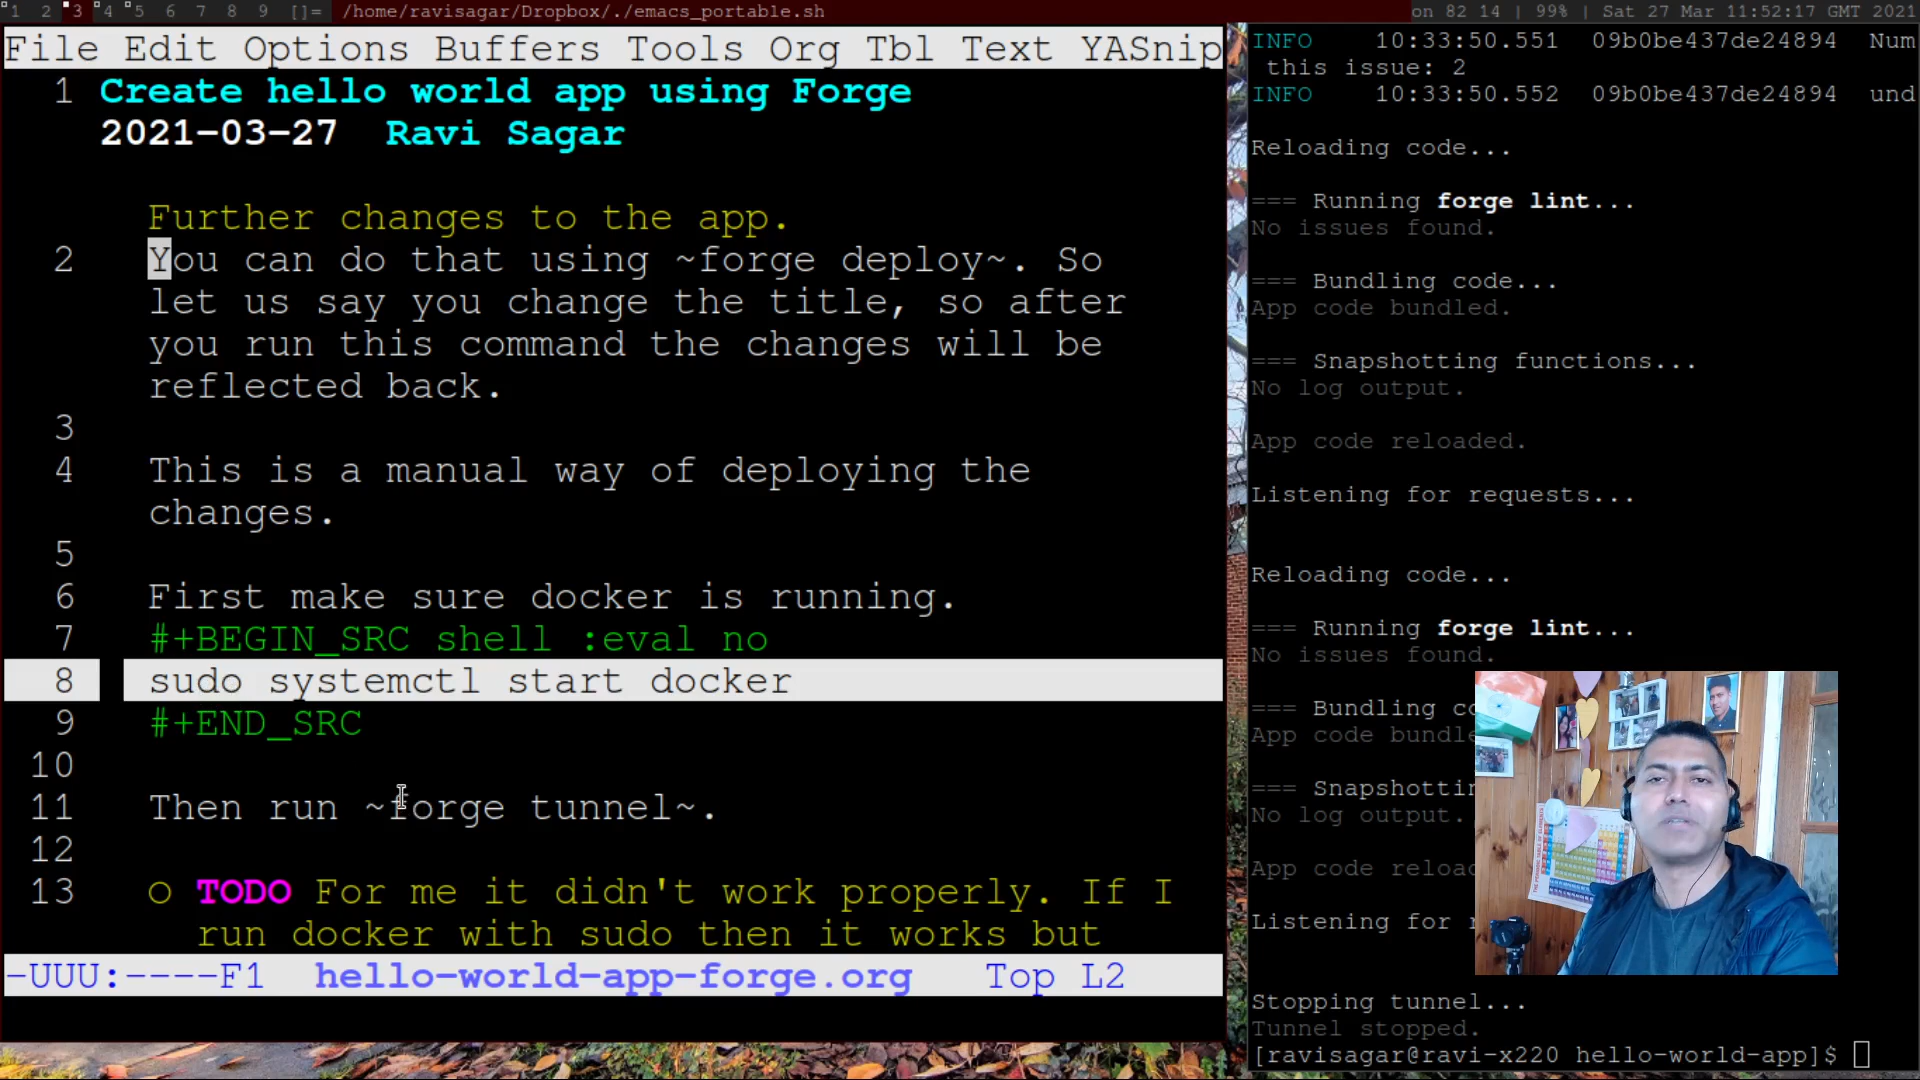 1 2 3 4 5 6 7 8 9 []= /home/ravisagar/Dropbox/./emacs_portable.sh
on 82 14 | 99% | Sat 27 Mar 11:52:17 GMT 2021
File Edit Options Buffers Tools Org Tbl Text YASnip
1 Create hello world app using Forge
2021-03-27 Ravi Sagar
Further changes to the app.
2 You can do that using ~forge deploy~. So
let us say you change the title, so after
you run this command the changes will be
reflected back.
3
4 This is a manual way of deploying the
changes.
5
6 First make sure docker is running.
7 #+BEGIN_SRC shell :eval no
8 sudo systemctl start docker
9 #+END_SRC
10
11 Then run ~forge tunnel~.
12
13 ○ TODO For me it didn't work properly. If I
run docker with sudo then it works but
-UUU:----F1 hello-world-app-forge.org Top L2
INFO 10:33:50.551 09b0be437de24894 Num
this issue: 2
INFO 10:33:50.552 09b0be437de24894 und
Reloading code...
=== Running forge lint...
No issues found.
=== Bundling code...
App code bundled.
=== Snapshotting functions...
No log output.
App code reloaded.
Listening for requests...
Reloading code...
=== Running forge lint...
No issues found.
=== Bundling co
App code bundle
=== Snapshottin
No log output.
App code reloa
Listening for r
Stopping tunnel...
Tunnel stopped.
[ravisagar@ravi-x220 hello-world-app]$